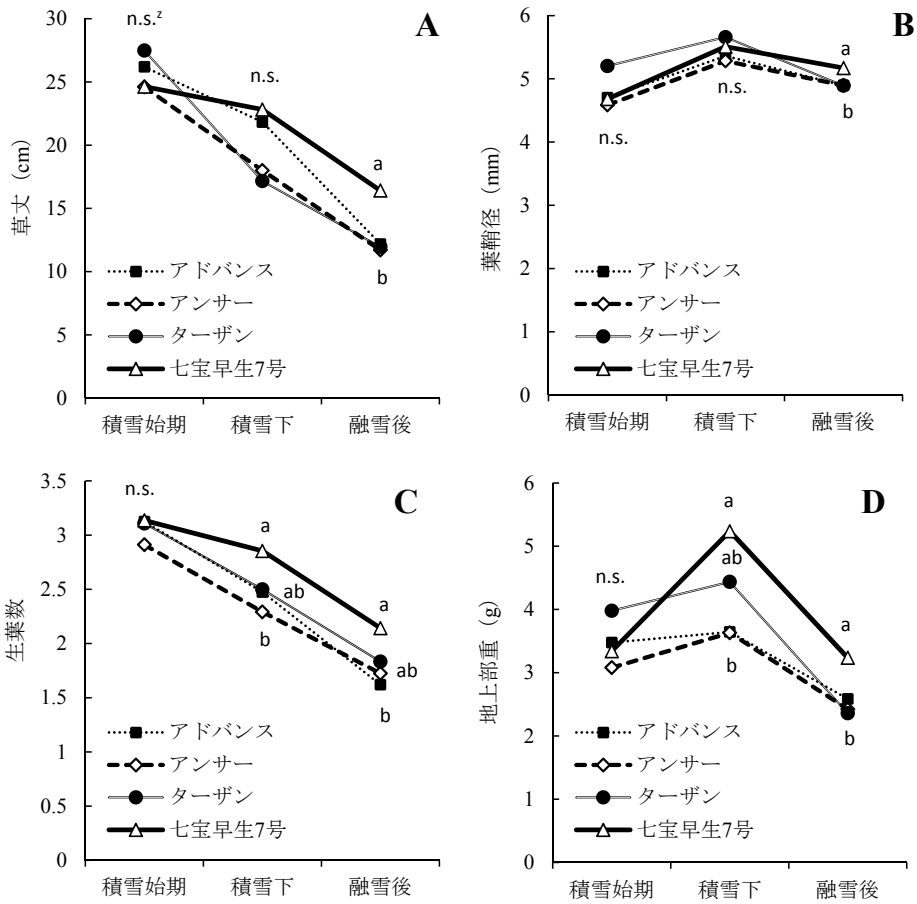 A
草丈 (cm)
30
25
20
15
10
5
0
n.s.ᶻ
n.s.
a
b
アドバンス
アンサー
ターザン
七宝早生7号
積雪始期
積雪下
融雪後
B
葉鞘径 (mm)
6
5
4
3
2
1
0
n.s.
n.s.
a
b
アドバンス
アンサー
ターザン
七宝早生7号
積雪始期
積雪下
融雪後
C
生葉数
3.5
3
2.5
2
1.5
1
0.5
0
n.s.
a
ab
b
a
ab
b
アドバンス
アンサー
ターザン
七宝早生7号
積雪始期
積雪下
融雪後
D
地上部重 (g)
6
5
4
3
2
1
0
n.s.
a
ab
b
a
b
アドバンス
アンサー
ターザン
七宝早生7号
積雪始期
積雪下
融雪後